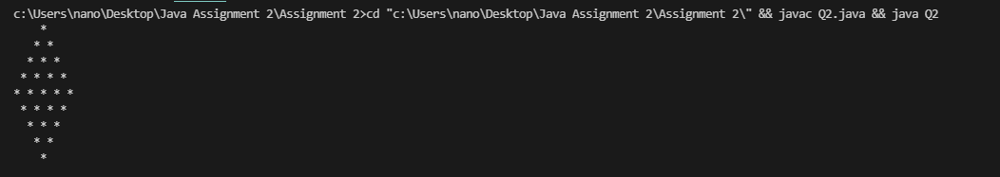 c:\Users\nano\Desktop\Java Assignment 2\Assignment 2>cd "c:\Users\nano\Desktop\Java Assignment 2\Assignment 2\" && javac Q2.java && java Q2
    *
   * *
  * * *
 * * * *
* * * * *
 * * * *
  * * *
   * *
    *